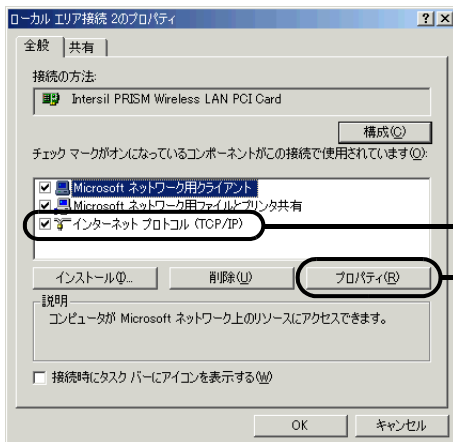 ローカル エリア接続 2のプロパティ
全般
共有
接続の方法:
Intersil PRISM Wireless LAN PCI Card
構成(C)
チェック マークがオンになっているコンポーネントがこの接続で使用されています(O):
Microsoft ネットワーク用クライアント
Microsoft ネットワーク用ファイルとプリンタ共有
インターネット プロトコル (TCP/IP)
インストール(I)...
削除(U)
プロパティ(R)
説明
コンピュータが Microsoft ネットワーク上のリソースにアクセスできます。
接続時にタスク バーにアイコンを表示する(W)
OK
キャンセル